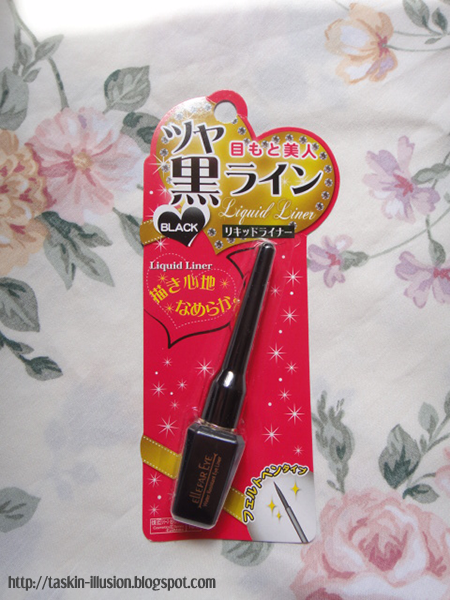 ツヤ
目もと美人
黒ライン
BLACK
Liquid Liner
リキッドライナー
Liquid Liner
描き心地
なめらか
elleFAR EYE
フェルトペンタイプ
http://taskin-illusion.blogspot.com